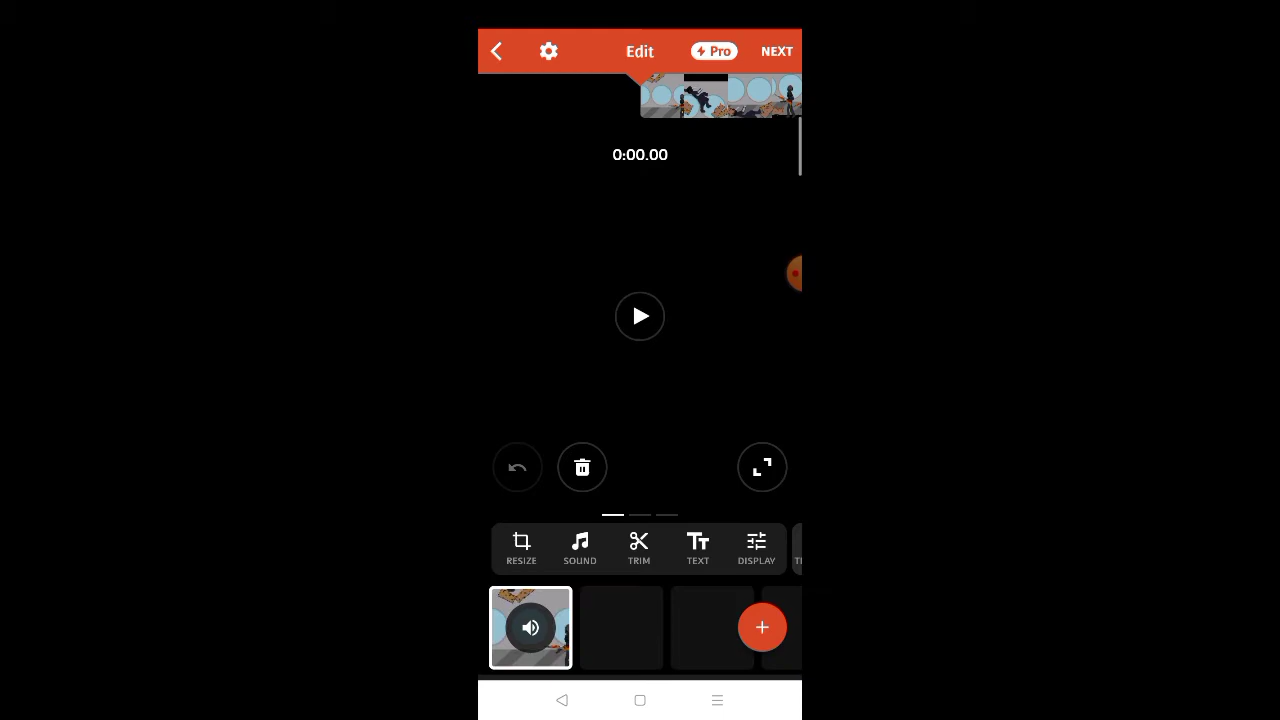 Edit
Pro
NEXT
0:00.00
RESIZE
SOUND
TRIM
TEXT
DISPLAY